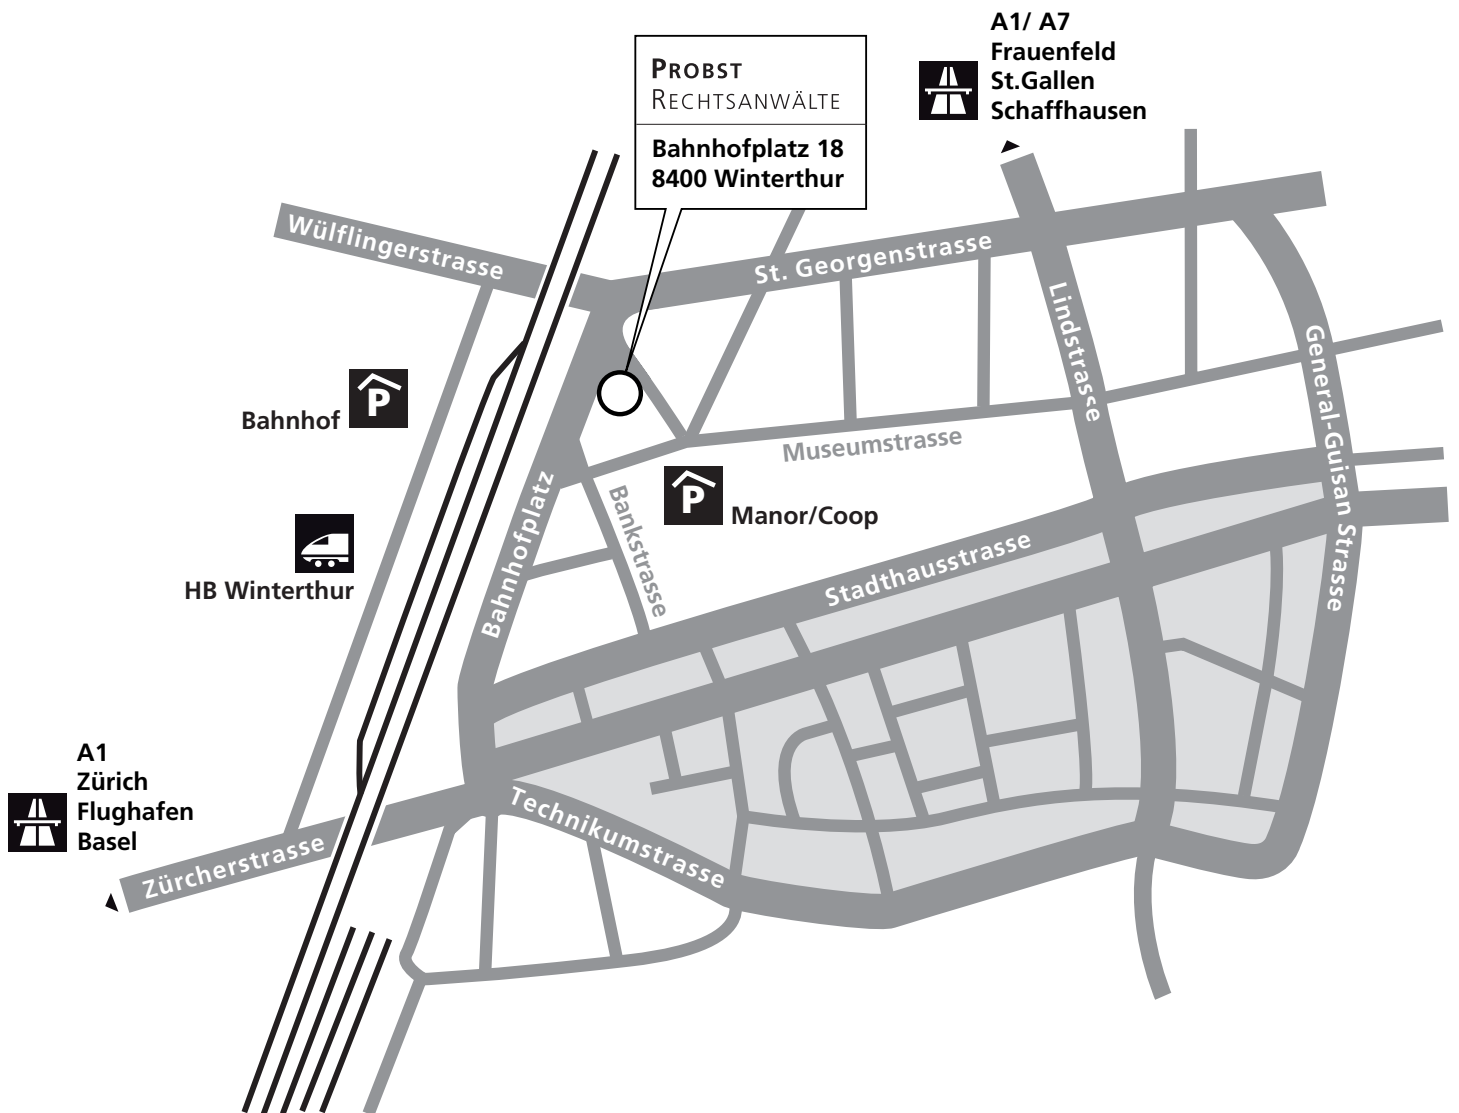 A1/ A7
Frauenfeld
St.Gallen
Schaffhausen
PROBST
RECHTSANWÄLTE
Bahnhofplatz 18
8400 Winterthur
Wülflingerstrasse
St. Georgenstrasse
Lindstrasse
General-Guisan Strasse
P
Bahnhof
Museumstrasse
P
Manor/Coop
Bankstrasse
Bahnhofplatz
HB Winterthur
Stadthausstrasse
A1
Zürich
Flughafen
Basel
Zürcherstrasse
Technikumstrasse